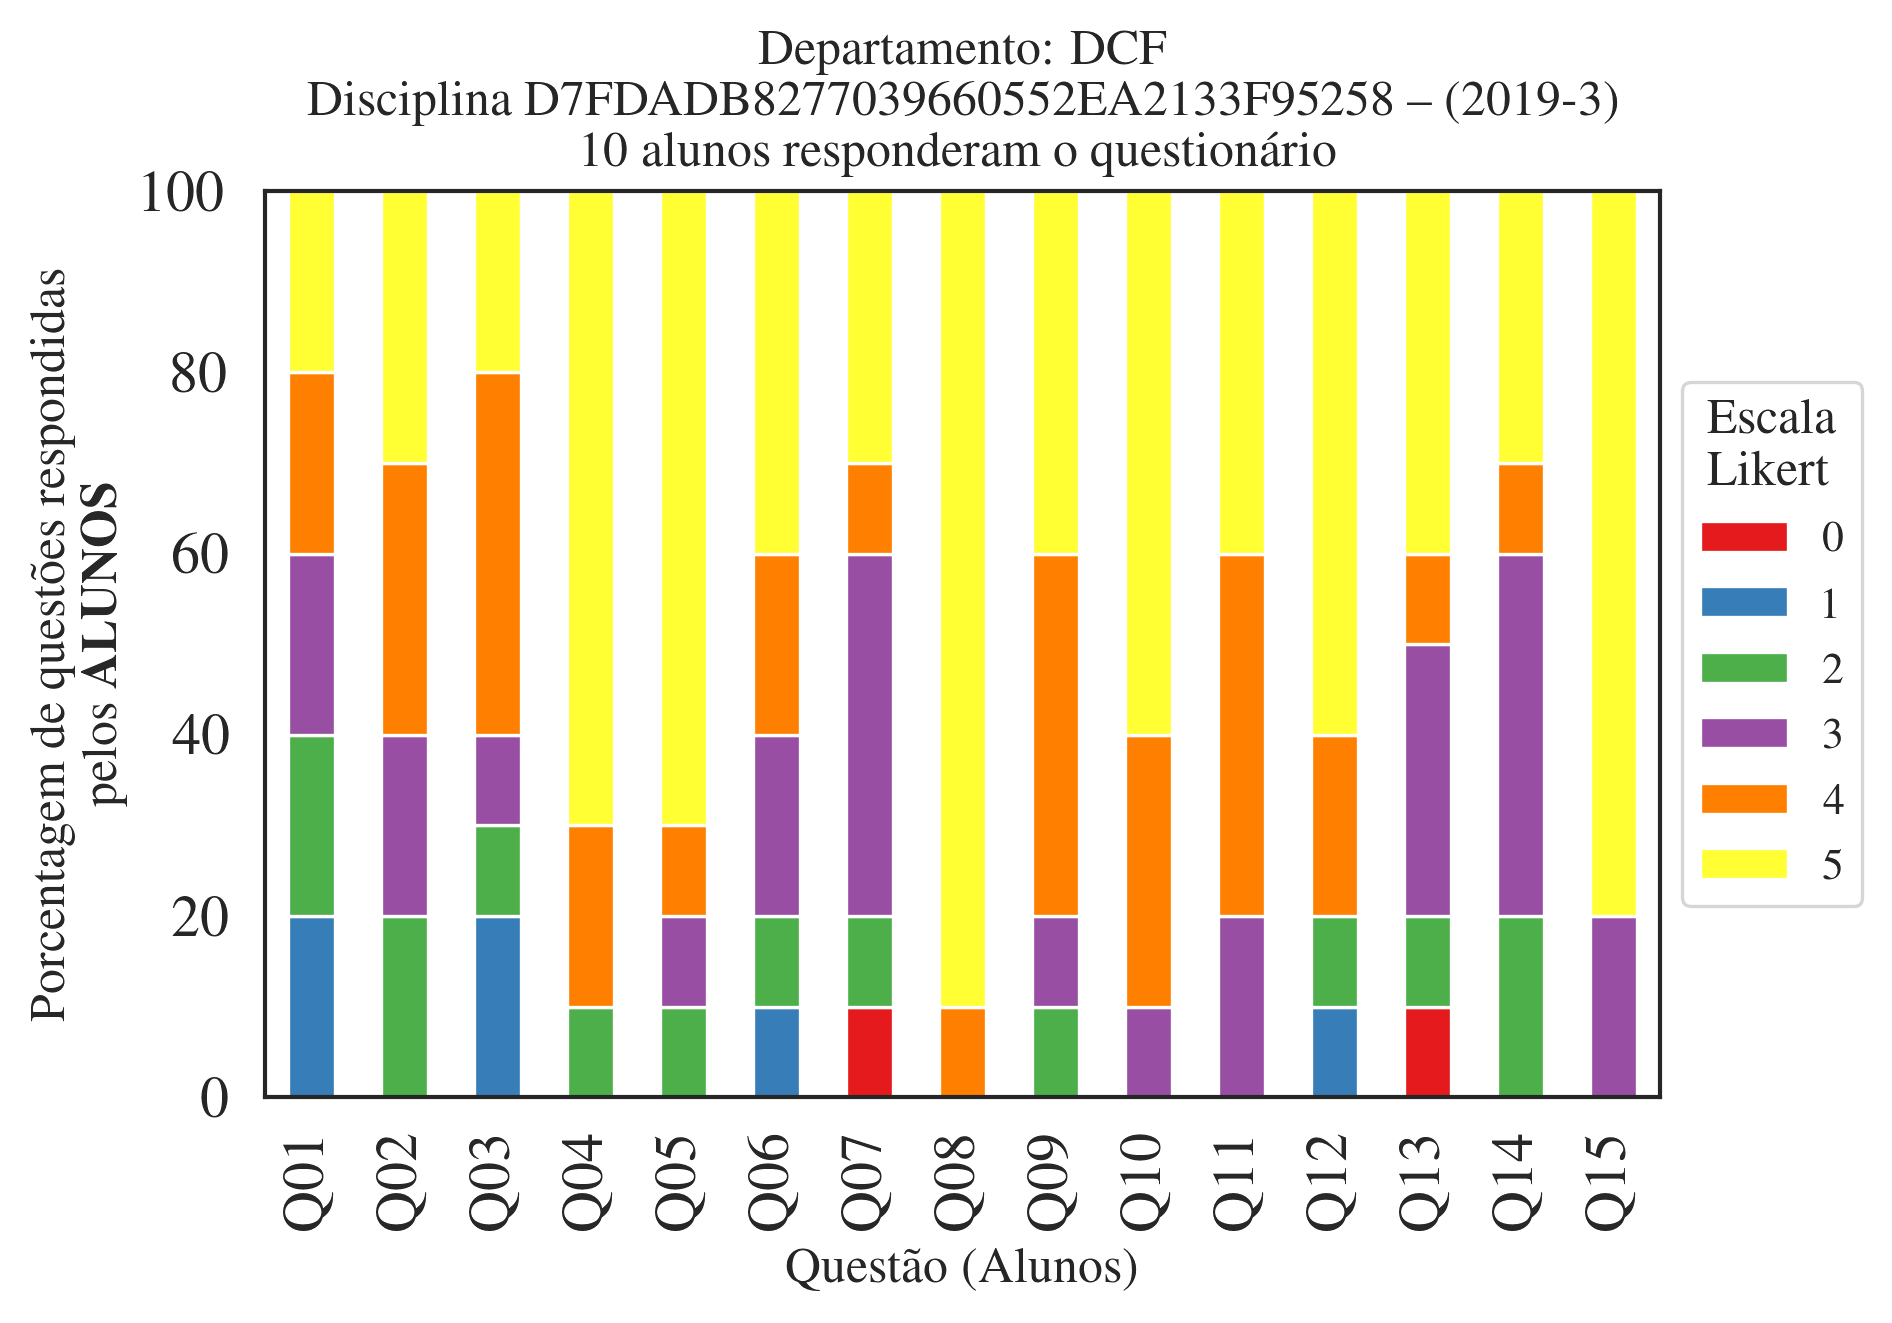 Departamento: DCF
Disciplina D7FDADB8277039660552EA2133F95258 – (2019-3)
10 alunos responderam o questionário
Porcentagem de questões respondidas
pelos ALUNOS
100
80
60
40
20
0
Q01
Q02
Q03
Q04
Q05
Q06
Q07
Q08
Q09
Q10
Q11
Q12
Q13
Q14
Q15
Questão (Alunos)
Escala
Likert
0
1
2
3
4
5